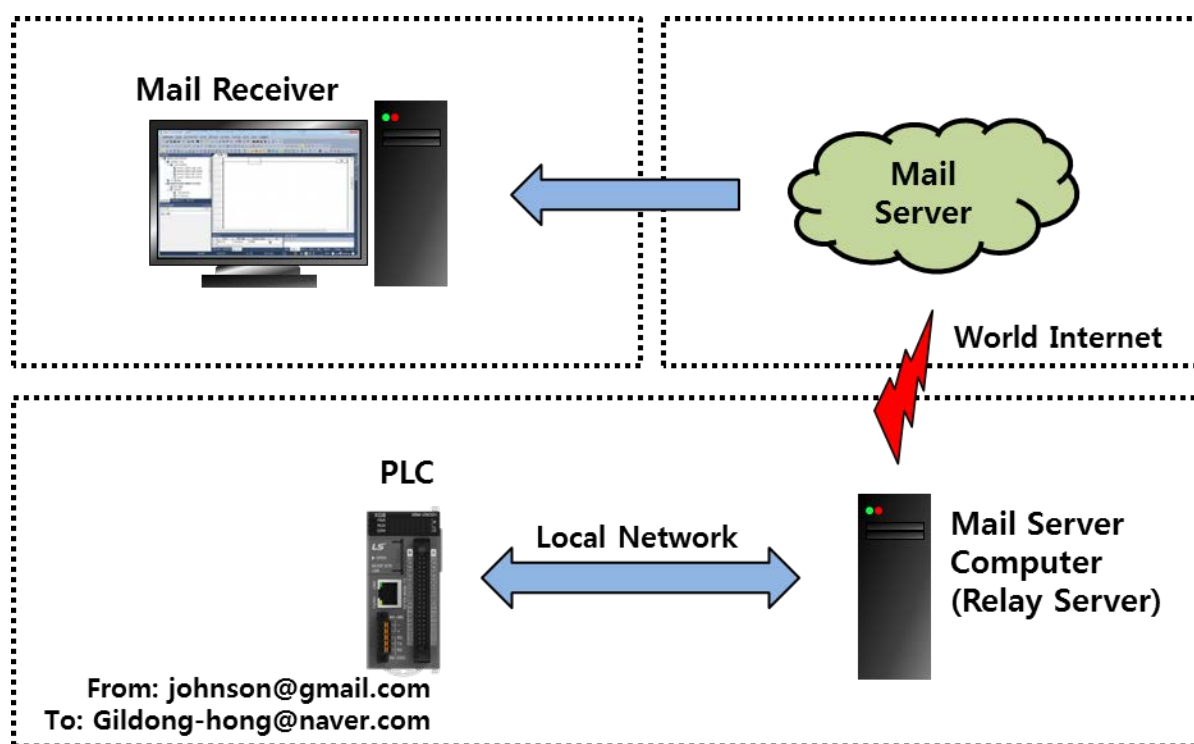 Mail Receiver
Mail
Server
World Internet
PLC
LS
Local Network
Mail Server
Computer
(Relay Server)
From: johnson@gmail.com
To: Gildong-hong@naver.com